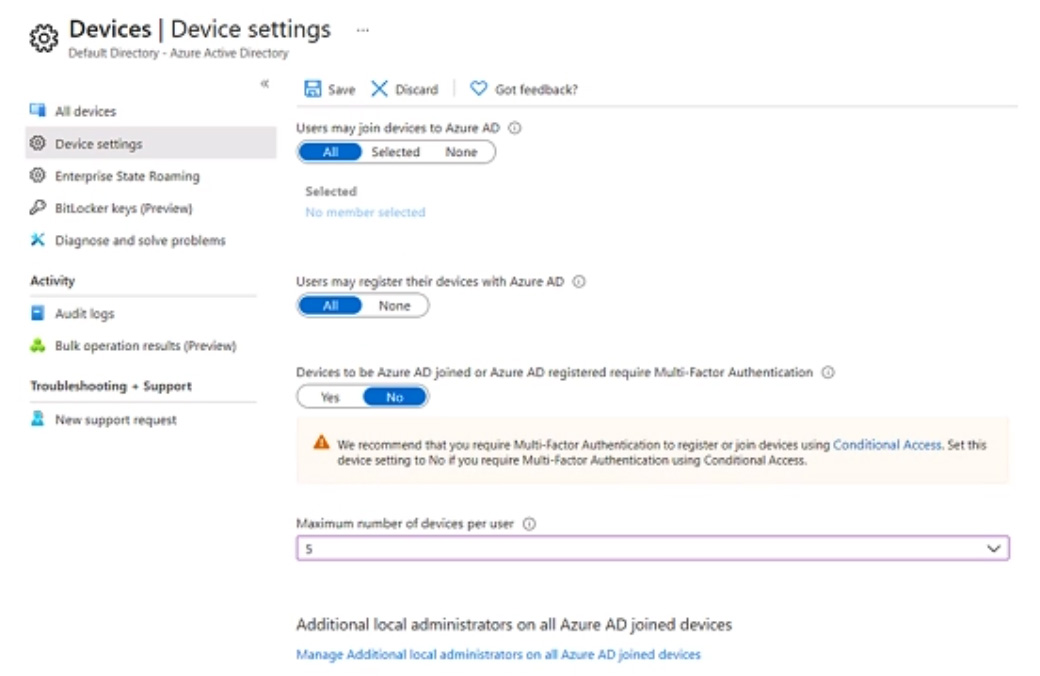 Devices | Device settings ...
Default Directory - Azure Active Directory
«
All devices
Device settings
Enterprise State Roaming
BitLocker keys (Preview)
Diagnose and solve problems
Activity
Audit logs
Bulk operation results (Preview)
Troubleshooting + Support
New support request
Save Discard Got feedback?
Users may join devices to Azure AD
All Selected None
Selected
No member selected
Users may register their devices with Azure AD
All None
Devices to be Azure AD joined or Azure AD registered require Multi-Factor Authentication
Yes No
We recommend that you require Multi-Factor Authentication to register or join devices using Conditional Access. Set this
device setting to No if you require Multi-Factor Authentication using Conditional Access.
Maximum number of devices per user
5
Additional local administrators on all Azure AD joined devices
Manage Additional local administrators on all Azure AD joined devices